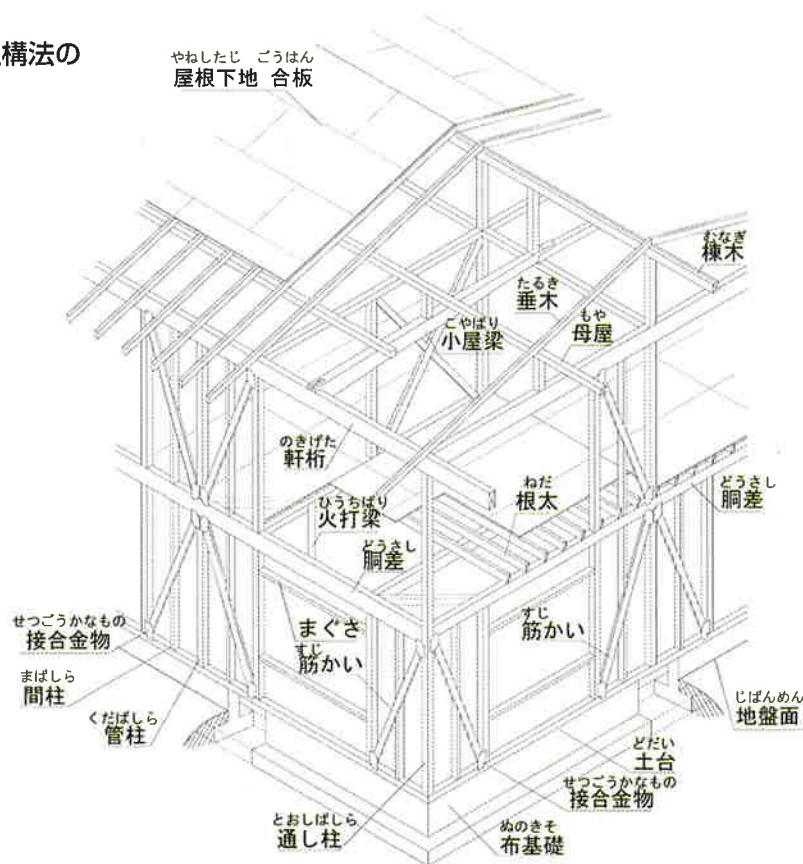 構法の
やねしたじ ごうはん
屋根下地 合板
むなぎ
棟木
たるき
垂木
もや
母屋
こやばり
小屋梁
のきげた
軒桁
ねだ
根太
どうさし
胴差
ひうちばり
火打梁
どうさし
胴差
まぐさ
すじ
筋かい
すじ
筋かい
せつごうかなもの
接合金物
まばしら
間柱
くだばしら
管柱
じばんめん
地盤面
どだい
土台
せつごうかなもの
接合金物
とおしばしら
通し柱
ぬのきそ
布基礎